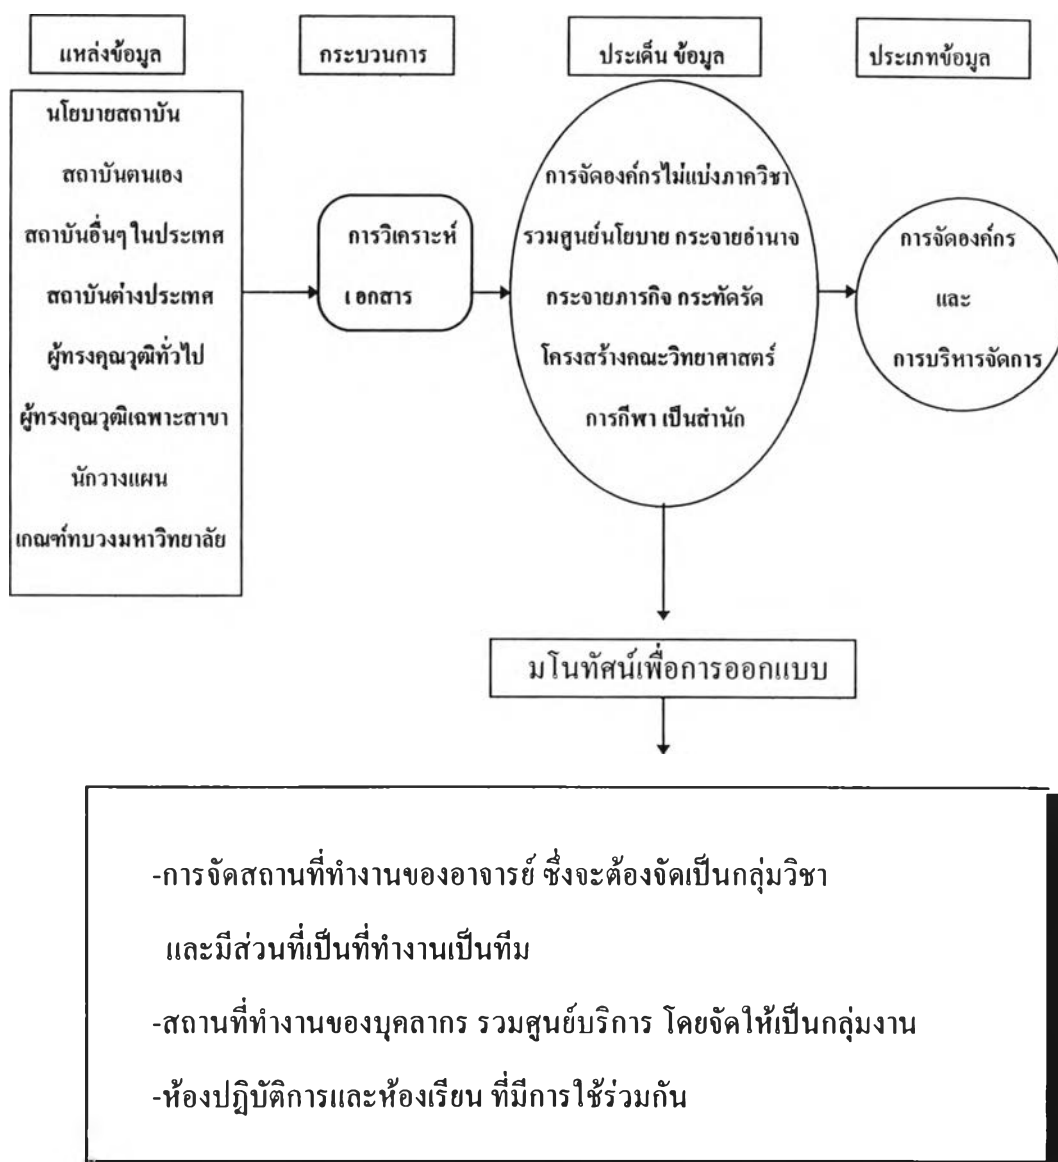 แหล่งข้อมูล
กระบวนการ
ประเด็น ข้อมูล
ประเภทข้อมูล
นโยบายสถาบัน
สถาบันตนเอง
สถาบันอื่นๆ ในประเทศ
สถาบันต่างประเทศ
ผู้ทรงคุณวุฒิทั่วไป
ผู้ทรงคุณวุฒิเฉพาะสาขา
นักวางแผน
เกณฑ์ทบวงมหาวิทยาลัย
การวิเคราะห์
เอกสาร
การจัดองค์กรไม่แบ่งภาควิชา
รวมศูนย์นโยบาย กระจายอำนาจ
กระจายภารกิจ กระทัดรัด
โครงสร้างคณะวิทยาศาสตร์
การกีฬา เป็นสำนัก
การจัดองค์กร
และ
การบริหารจัดการ
มโนทัศน์เพื่อการออกแบบ
-การจัดสถานที่ทำงานของอาจารย์ ซึ่งจะต้องจัดเป็นกลุ่มวิชา
และมีส่วนที่เป็นที่ทำงานเป็นทีม
-สถานที่ทำงานของบุคลากร รวมศูนย์บริการ โดยจัดให้เป็นกลุ่มงาน
-ห้องปฏิบัติการและห้องเรียน ที่มีการใช้ร่วมกัน